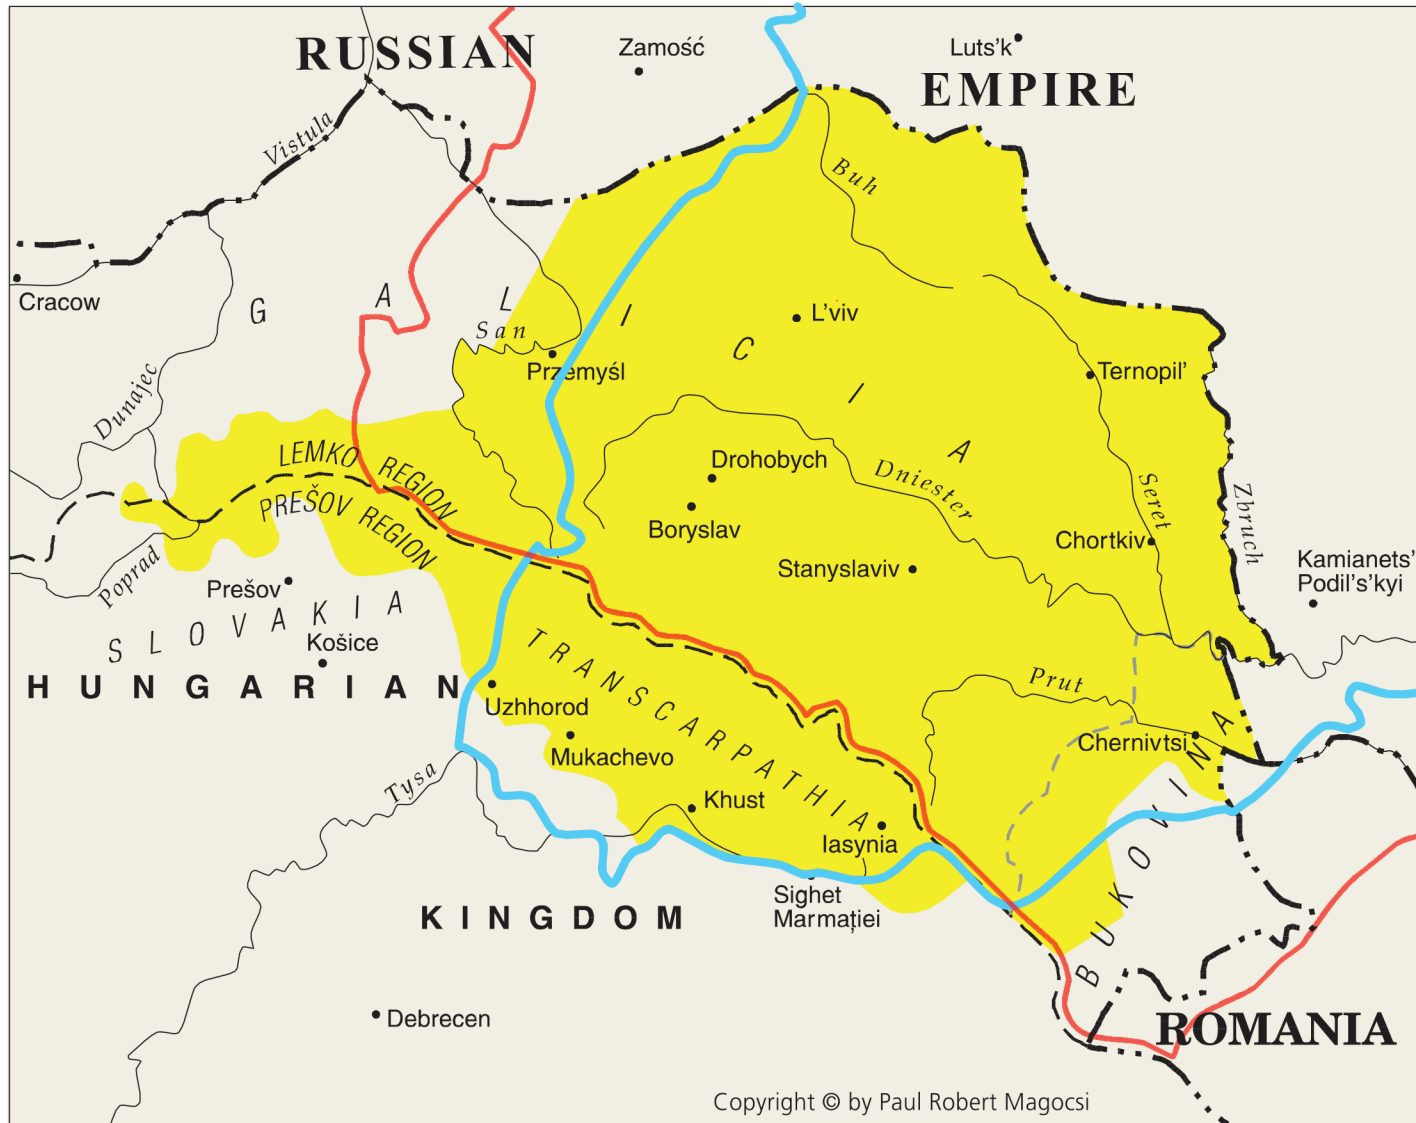 RUSSIAN
Zamość
Luts'k
EMPIRE
Vistula
Buh
Cracow
GALICIA
San
L'viv
Przemyśl
Ternopil'
Dunajec
LEMKO REGION
Drohobych
Dniester
Seret
Zbruch
PREŠOV REGION
Boryslav
Chortkiv
Kamianets'
Podil's'kyi
Poprad
Prešov
Stanyslaviv
SLOVAKIA
Košice
HUNGARIAN
TRANSCARPATHIA
Prut
Uzhhorod
Mukachevo
Chernivtsi
Tysa
Khust
Iasynia
BUKOVINA
Sighet
Marmaţiei
KINGDOM
Debrecen
ROMANIA
Copyright © by Paul Robert Magocsi